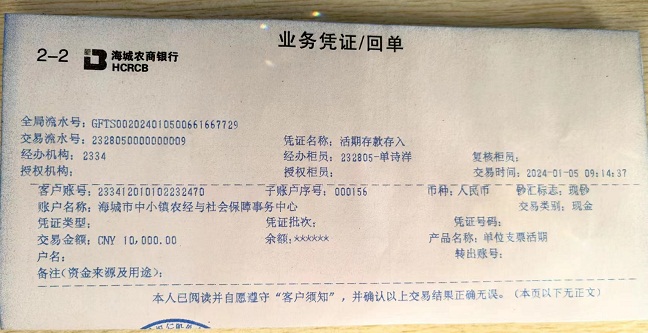 业务凭证/回单
2-2 海城农商银行
HCRCB
全局流水号：GFTS002024010500661667729
交易流水号：2328050000000009 凭证名称：活期存款存入
经办机构：2334 经办柜员：232805-单诗洋 复核柜员：
授权机构： 授权柜员： 交易时间：2024-01-05 09:14:37
客户账号：233412010102232470 子账户序号：000156 币种：人民币 钞汇标志：现钞
账户名称：海城市中小镇农经与社会保障事务中心 交易类别：现金
凭证类型： 凭证批次： 凭证号码：
交易金额：CNY 10,000.00 余额：****** 产品名称：单位支票活期
户名： 转出账号：
备注（资金来源及用途）：
本人已阅读并自愿遵守“客户须知”，并确认以上交易结果正确无误。（本页以下无正文）